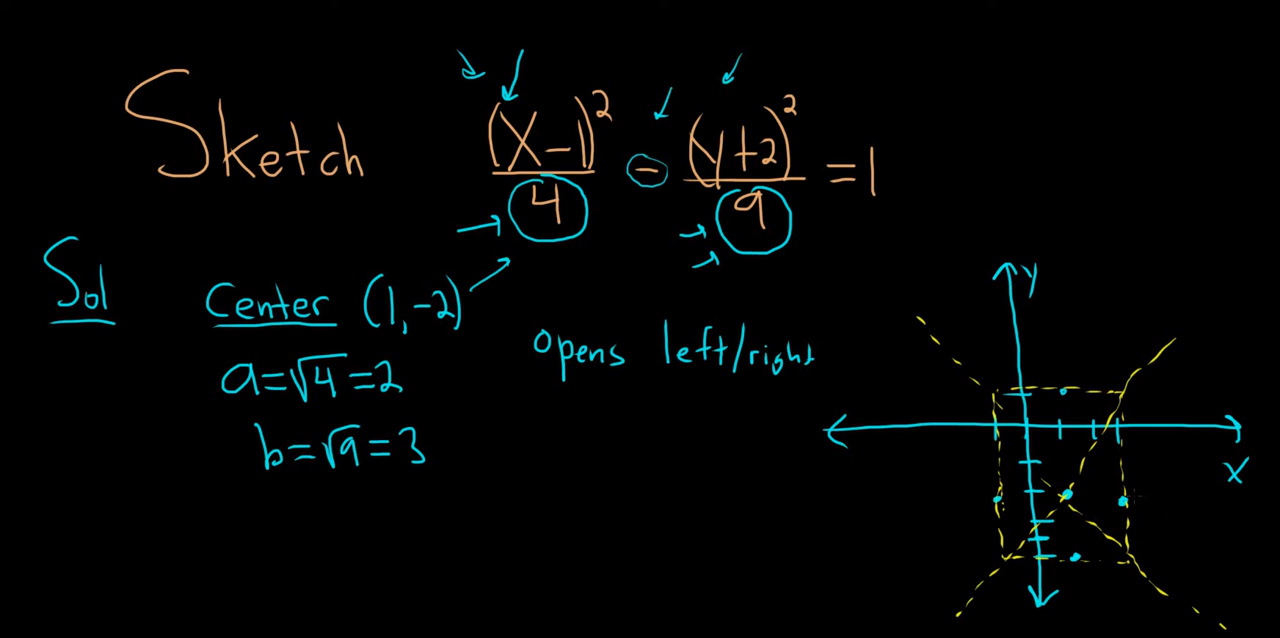 Sketch (x-1)²/4 - (y+2)²/9 = 1
Sol
Center (1,-2)
a=√4=2
opens left/right
b=√9=3
y
x